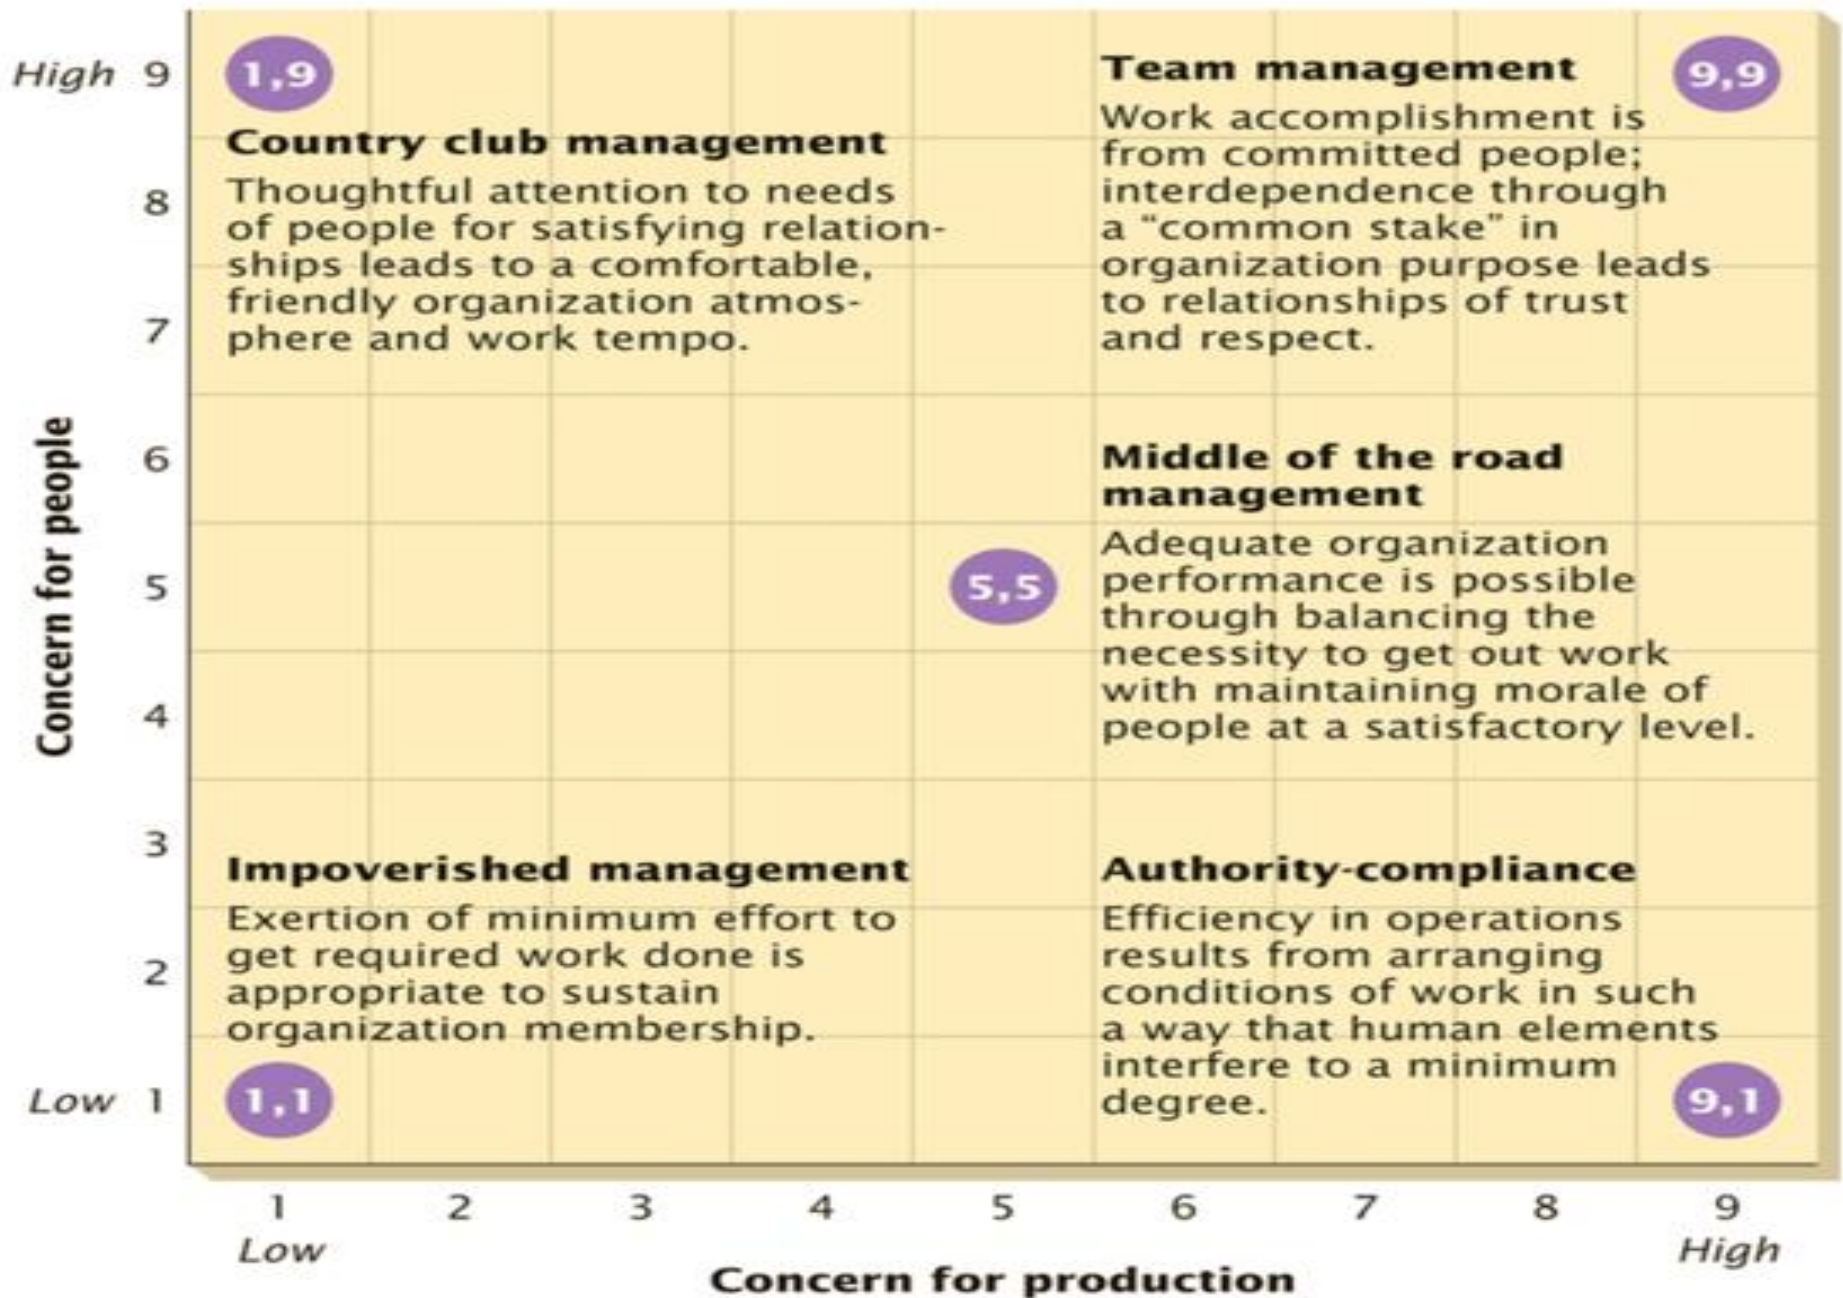 High 9
1,9
Country club management
Thoughtful attention to needs
of people for satisfying relation-
ships leads to a comfortable,
friendly organization atmos-
phere and work tempo.
Team management
9,9
Work accomplishment is
from committed people;
interdependence through
a “common stake” in
organization purpose leads
to relationships of trust
and respect.
8
7
6
5
4
3
2
Low 1
Concern for people
5,5
Middle of the road
management
Adequate organization
performance is possible
through balancing the
necessity to get out work
with maintaining morale of
people at a satisfactory level.
Impoverished management
Exertion of minimum effort to
get required work done is
appropriate to sustain
organization membership.
1,1
Authority-compliance
Efficiency in operations
results from arranging
conditions of work in such
a way that human elements
interfere to a minimum
degree.
9,1
1 2 3 4 5 6 7 8 9
Low High
Concern for production